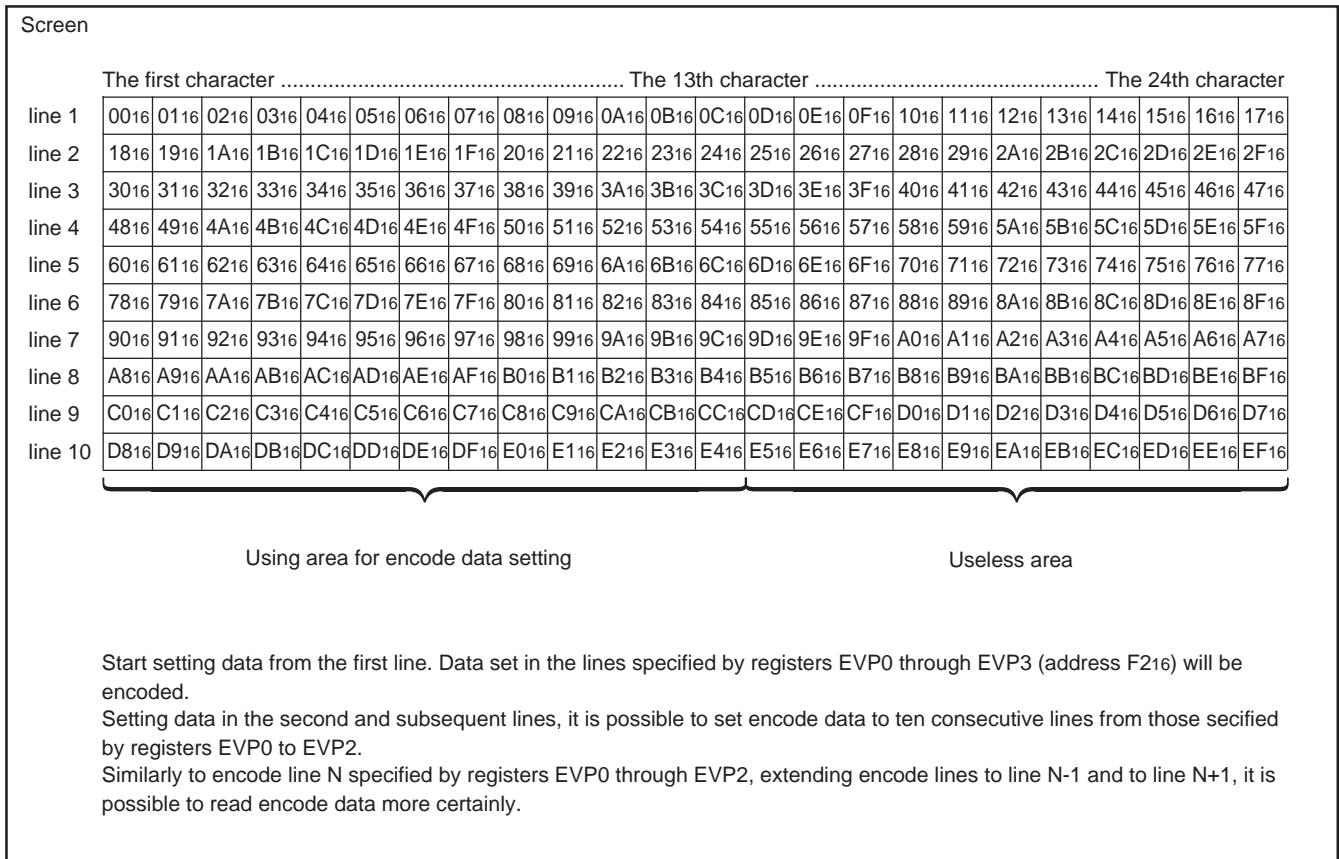 Screen
The first character ............................................................ The 13th character ................................................. The 24th character
line 1 0016 0116 0216 0316 0416 0516 0616 0716 0816 0916 0A16 0B16 0C16 0D16 0E16 0F16 1016 1116 1216 1316 1416 1516 1616 1716
line 2 1816 1916 1A16 1B16 1C16 1D16 1E16 1F16 2016 2116 2216 2316 2416 2516 2616 2716 2816 2916 2A16 2B16 2C16 2D16 2E16 2F16
line 3 3016 3116 3216 3316 3416 3516 3616 3716 3816 3916 3A16 3B16 3C16 3D16 3E16 3F16 4016 4116 4216 4316 4416 4516 4616 4716
line 4 4816 4916 4A16 4B16 4C16 4D16 4E16 4F16 5016 5116 5216 5316 5416 5516 5616 5716 5816 5916 5A16 5B16 5C16 5D16 5E16 5F16
line 5 6016 6116 6216 6316 6416 6516 6616 6716 6816 6916 6A16 6B16 6C16 6D16 6E16 6F16 7016 7116 7216 7316 7416 7516 7616 7716
line 6 7816 7916 7A16 7B16 7C16 7D16 7E16 7F16 8016 8116 8216 8316 8416 8516 8616 8716 8816 8916 8A16 8B16 8C16 8D16 8E16 8F16
line 7 9016 9116 9216 9316 9416 9516 9616 9716 9816 9916 9A16 9B16 9C16 9D16 9E16 9F16 A016 A116 A216 A316 A416 A516 A616 A716
line 8 A816 A916 AA16 AB16 AC16 AD16 AE16 AF16 B016 B116 B216 B316 B416 B516 B616 B716 B816 B916 BA16 BB16 BC16 BD16 BE16 BF16
line 9 C016 C116 C216 C316 C416 C516 C616 C716 C816 C916 CA16 CB16 CC16 CD16 CE16 CF16 D016 D116 D216 D316 D416 D516 D616 D716
line 10 D816 D916 DA16 DB16 DC16 DD16 DE16 DF16 E016 E116 E216 E316 E416 E516 E616 E716 E816 E916 EA16 EB16 EC16 ED16 EE16 EF16
Using area for encode data setting Useless area
Start setting data from the first line. Data set in the lines specified by registers EVP0 through EVP3 (address F216) will be
encoded.
Setting data in the second and subsequent lines, it is possible to set encode data to ten consecutive lines from those secified
by registers EVP0 to EVP2.
Similarly to encode line N specified by registers EVP0 through EVP2, extending encode lines to line N-1 and to line N+1, it is
possible to read encode data more certainly.